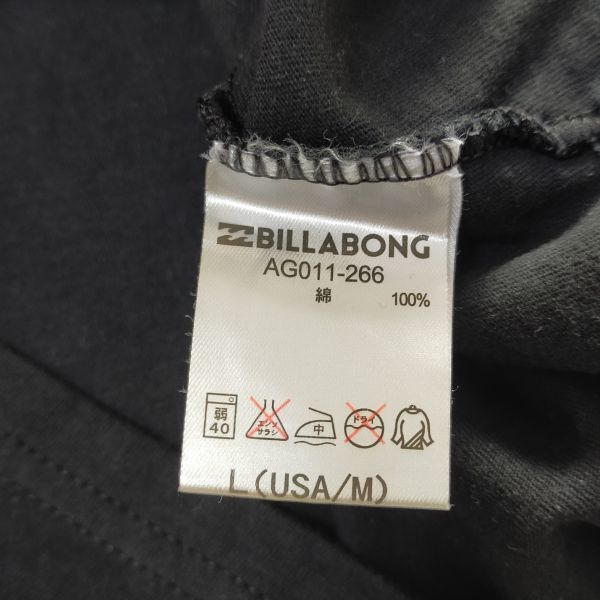 BILLABONG
AG011-266
綿 100%
弱 40 エンソ サラシ 中 ドライ
L(USA/M)